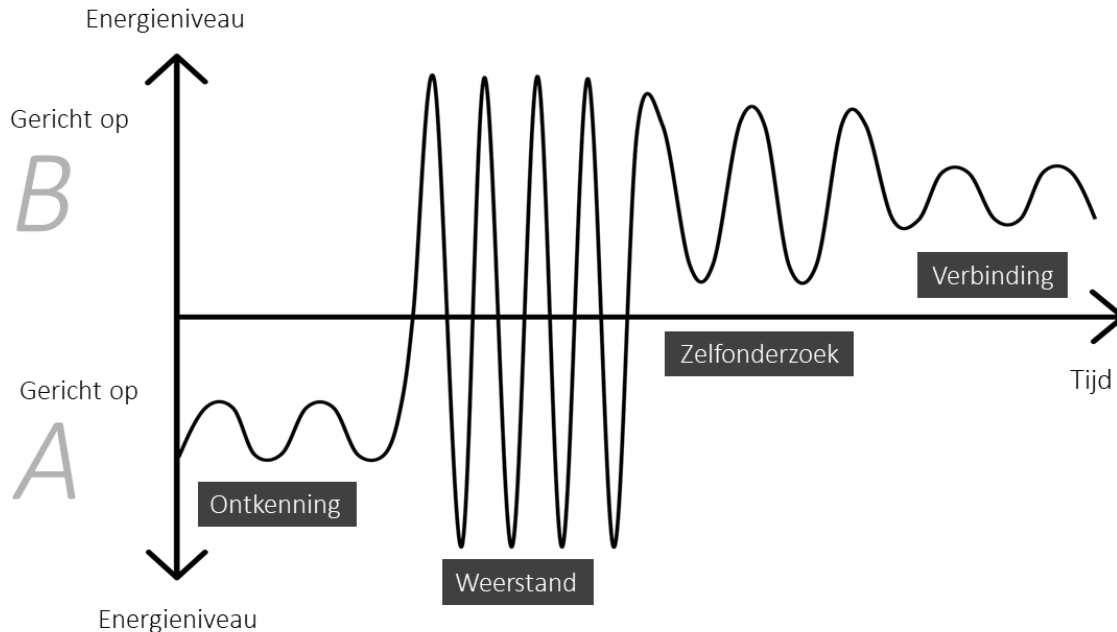 Energieniveau
Gericht op
B
Verbinding
Zelfonderzoek
Tijd
Gericht op
A
Ontkenning
Weerstand
Energieniveau